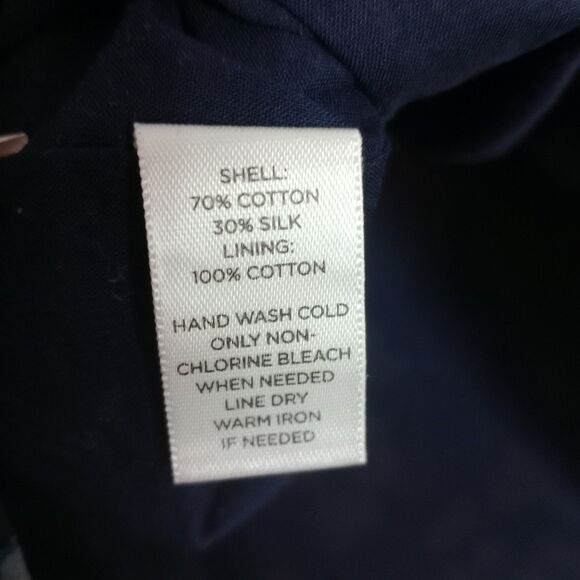 SHELL:
70% COTTON
30% SILK
LINING:
100% COTTON
HAND WASH COLD
ONLY NON-
CHLORINE BLEACH
WHEN NEEDED
LINE DRY
WARM IRON
IF NEEDED